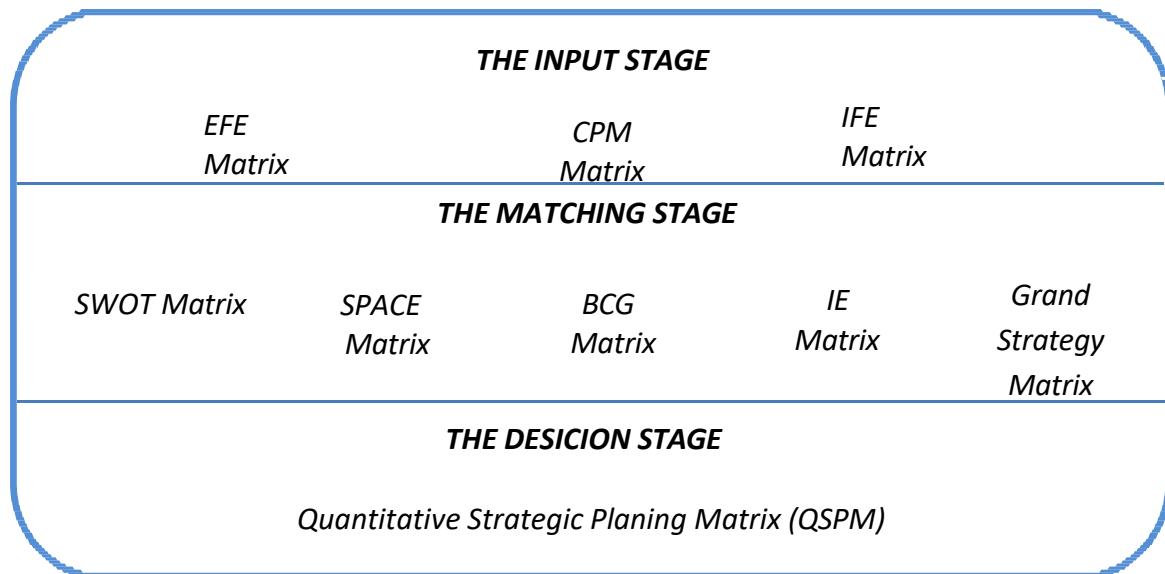 THE INPUT STAGE
EFE
Matrix
CPM
Matrix
IFE
Matrix
THE MATCHING STAGE
SWOT Matrix
SPACE
Matrix
BCG
Matrix
IE
Matrix
Grand
Strategy
Matrix
THE DESICION STAGE
Quantitative Strategic Planing Matrix (QSPM)